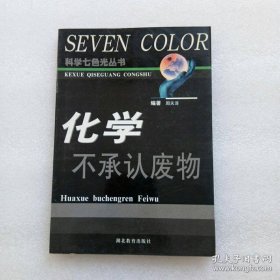 SEVEN COLOR
科学七色光丛书
KEXUE QISEGUANG CONGSHU
编著
化学
不承认废物
Huaxue buchengren Feiwu
湖北教育出版社